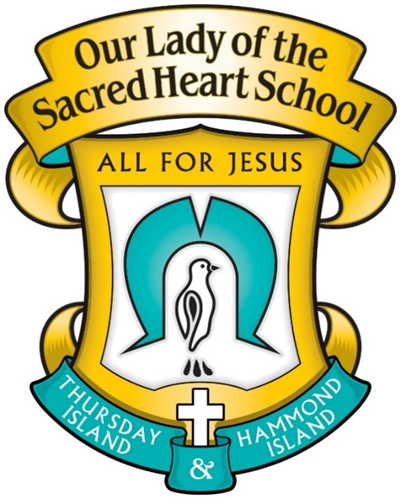 Our Lady of the
Sacred Heart School
ALL FOR JESUS
THURSDAY
ISLAND
&
HAMMOND
ISLAND